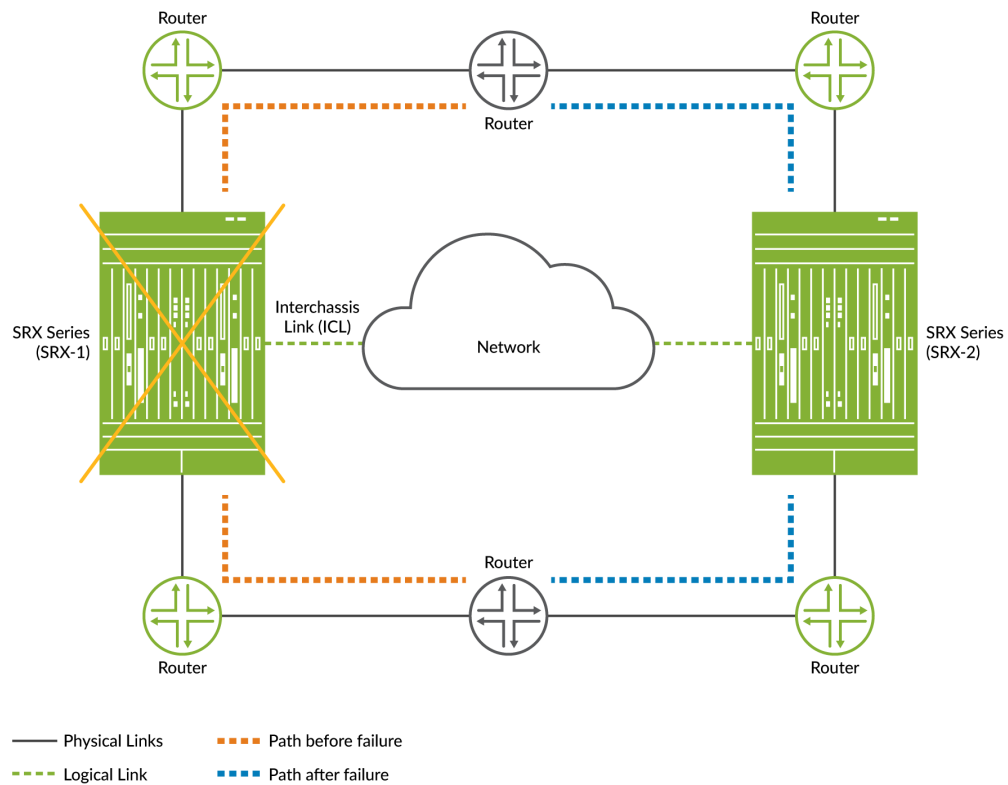 Router
Router
Router
Interchassis
Link (ICL)
SRX Series
(SRX-1)
Network
SRX Series
(SRX-2)
Router
Router
Router
Physical Links
Path before failure
Logical Link
Path after failure